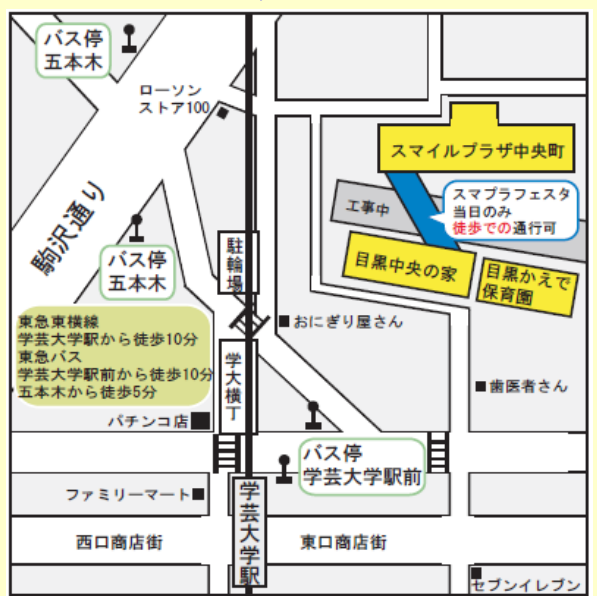 バス停
五本木
ローソン
ストア100
スマイルプラザ中央町
駒沢通り
工事中
スマプラフェスタ
当日のみ
徒歩での通行可
バス停
五本木
駐輪場
目黒中央の家
目黒かえで
保育園
東急東横線
学芸大学駅から徒歩10分
東急バス
学芸大学駅前から徒歩10分
五本木から徒歩5分
おにぎり屋さん
学大横丁
歯医者さん
パチンコ店
バス停
学芸大学駅前
ファミリーマート
学芸大学駅
西口商店街
東口商店街
セブンイレブン